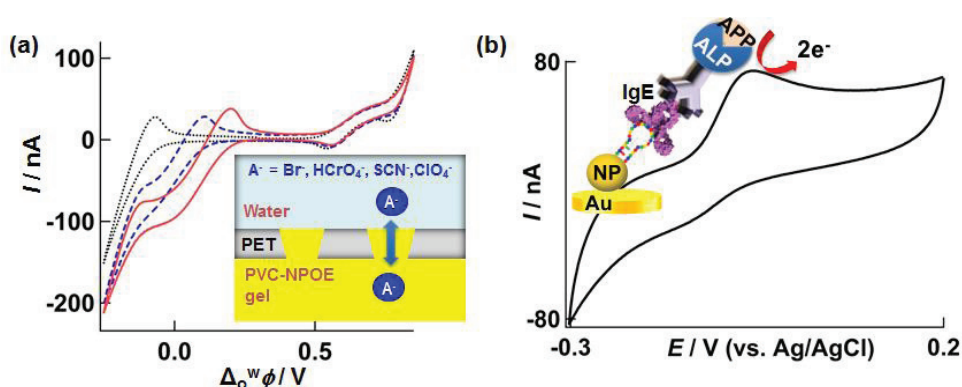 (a)
100
0
-100
-200
I / nA
0.0
0.5
Δ₀ʷ ϕ / V
A⁻ = Br⁻, HCrO₄⁻, SCN⁻,ClO₄⁻
Water
A⁻
PET
PVC-NPOE
gel
A⁻
(b)
80
-80
I / nA
-0.3
0.2
E / V (vs. Ag/AgCl)
APP
ALP
2e⁻
IgE
NP
Au